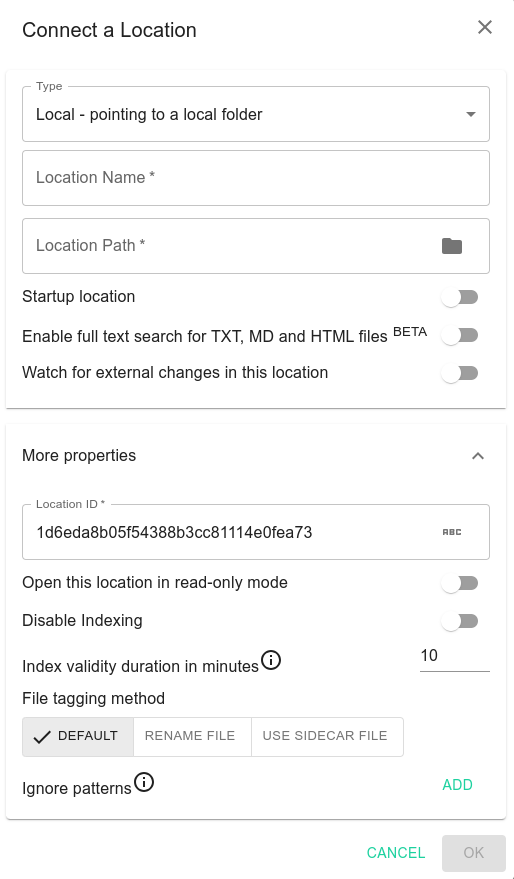 Connect a Location
Type
Local - pointing to a local folder
Location Name *
Location Path *
Startup location
Enable full text search for TXT, MD and HTML files BETA
Watch for external changes in this location
More properties
Location ID *
1d6eda8b05f54388b3cc81114e0fea73
ABC
Open this location in read-only mode
Disable Indexing
Index validity duration in minutes
10
File tagging method
DEFAULT RENAME FILE USE SIDECAR FILE
Ignore patterns
ADD
CANCEL OK